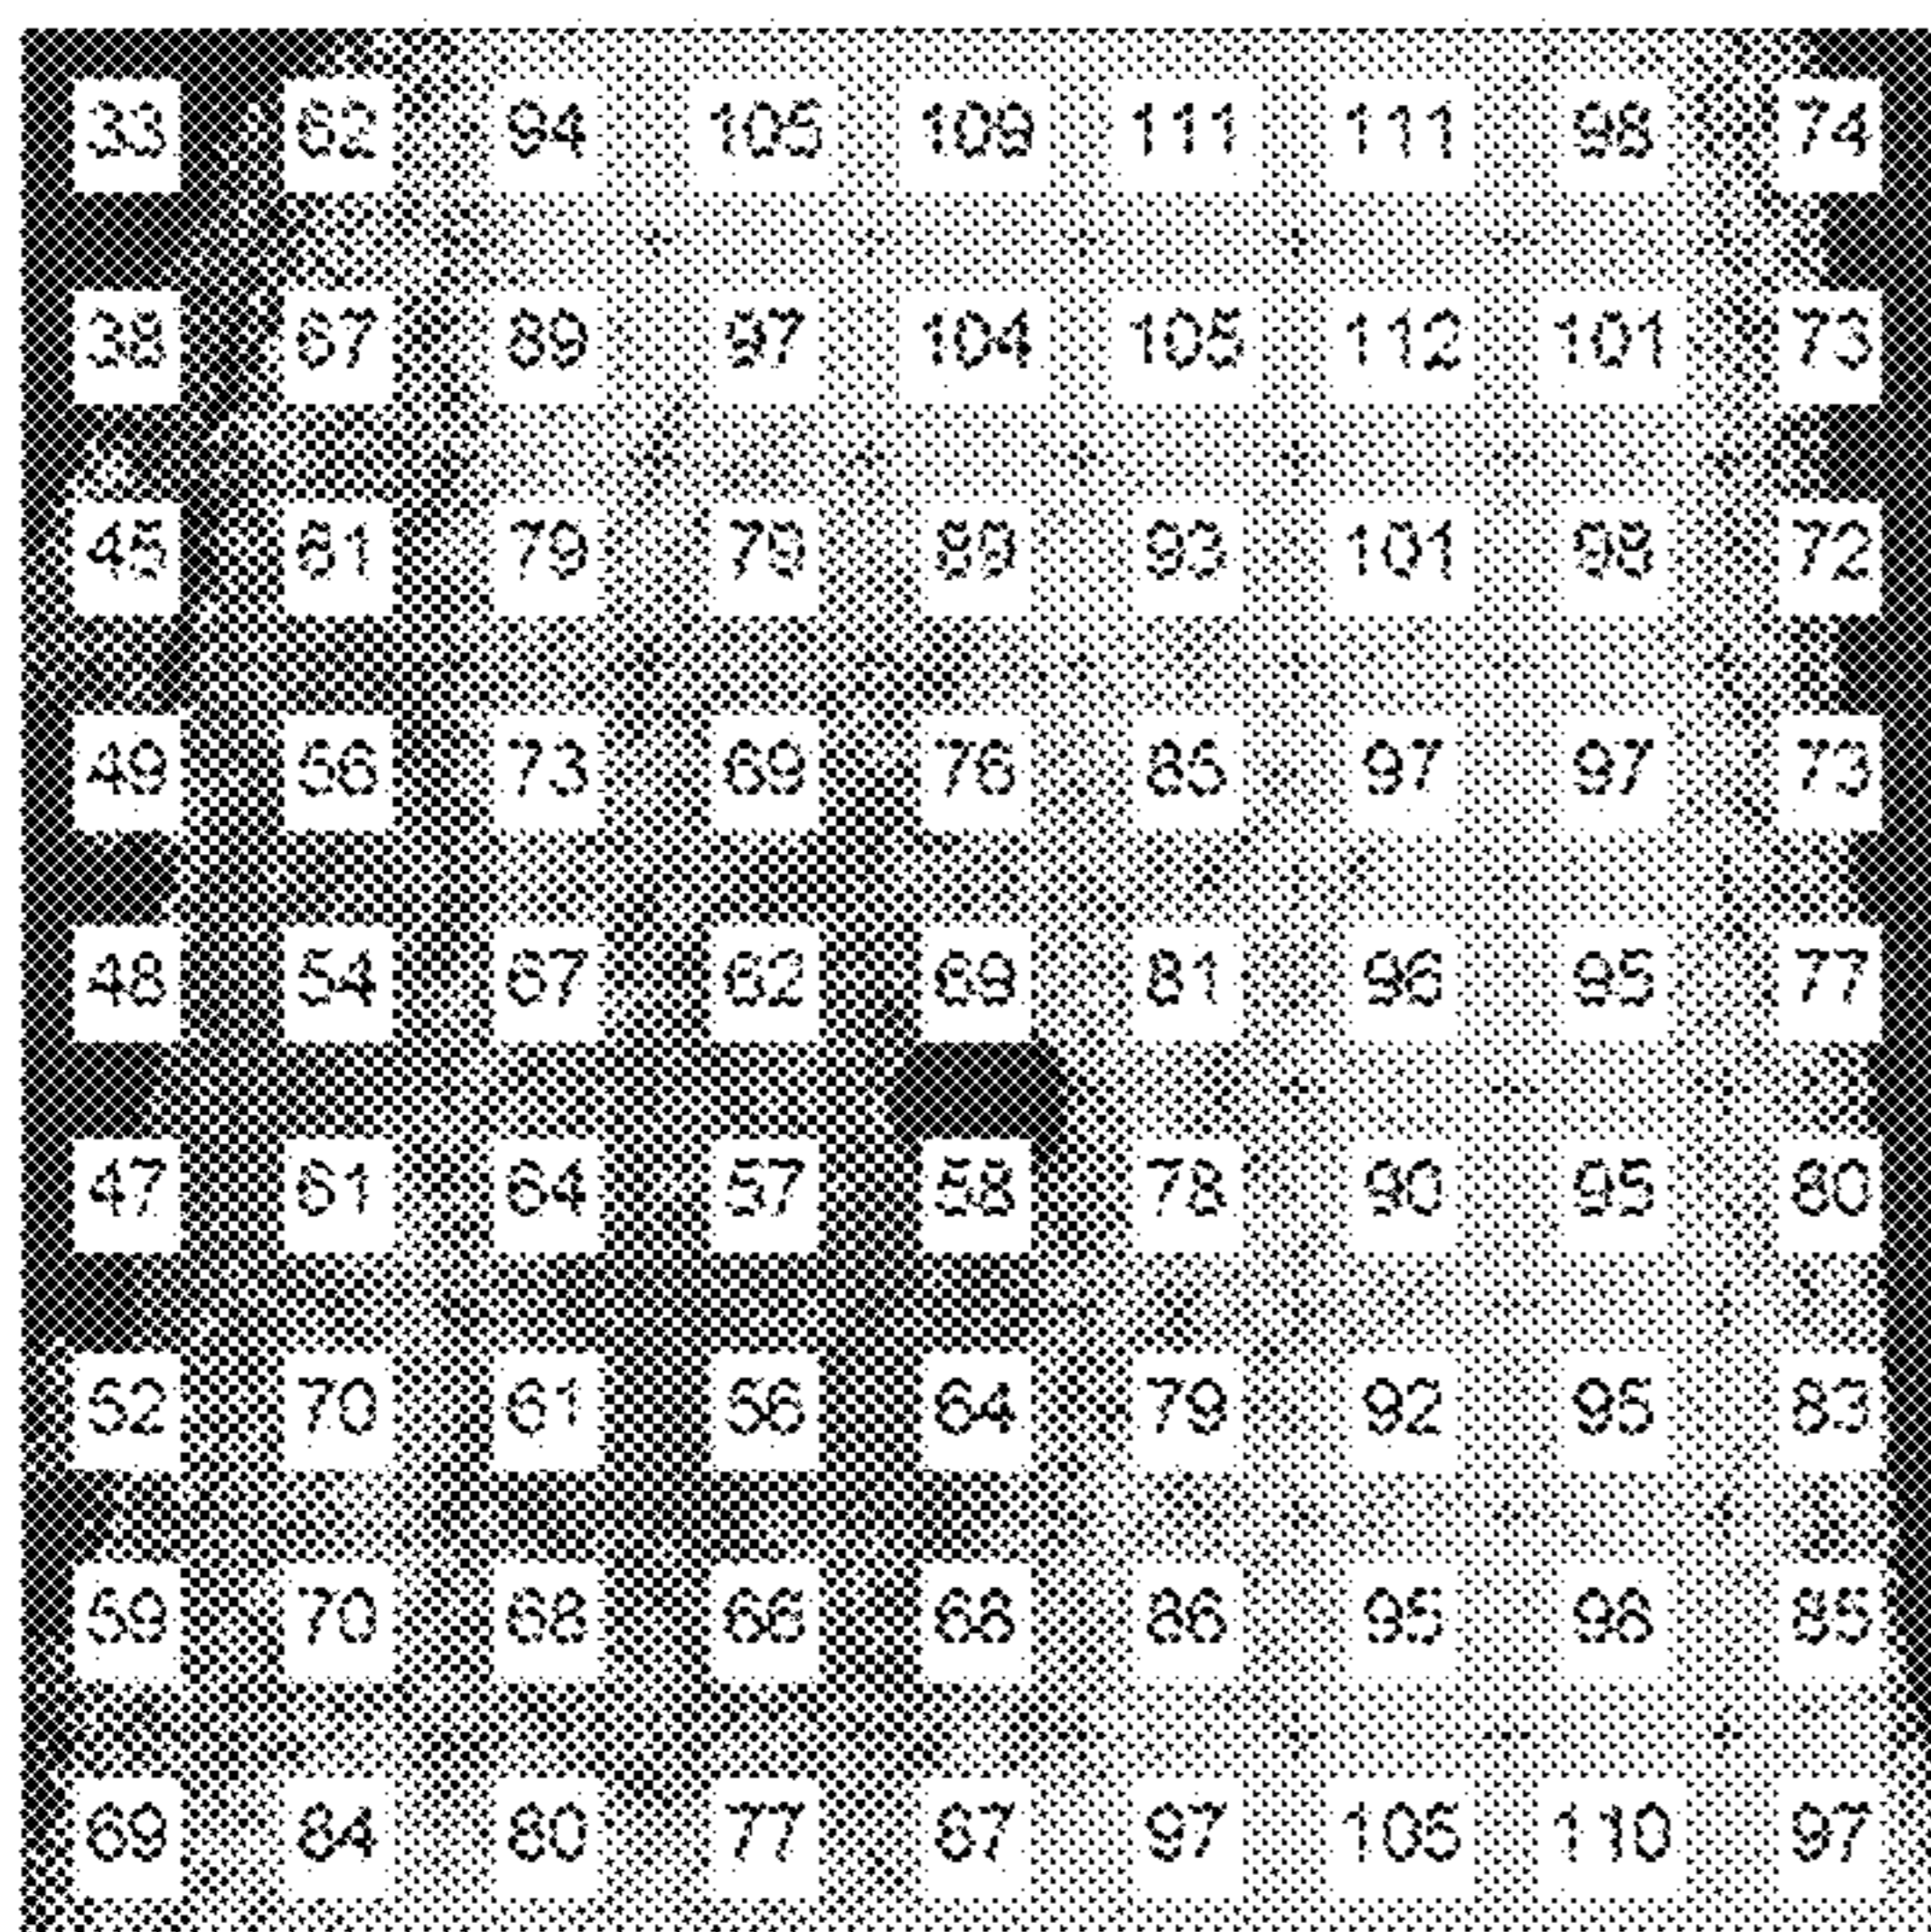 33 62 94 105 109 111 111 98 74
38 67 89 97 104 105 112 101 73
45 61 79 79 89 93 101 98 72
49 56 73 69 76 85 97 97 73
48 54 67 62 69 81 96 95 77
47 61 64 57 58 78 90 95 80
52 70 61 56 64 79 92 95 83
59 70 68 66 68 86 95 98 85
69 84 80 77 67 97 105 110 97